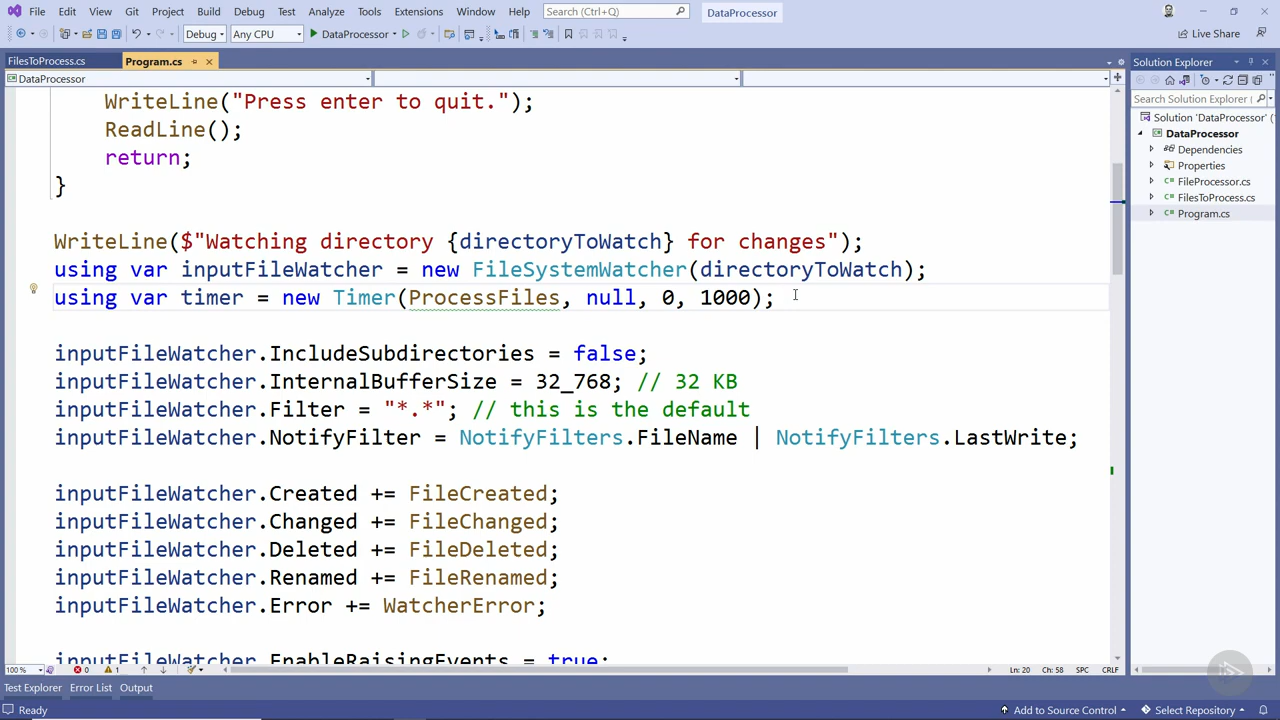 File Edit View Git Project Build Debug Test Analyze Tools Extensions Window Help Search (Ctrl+Q) DataProcessor
Debug Any CPU DataProcessor Live Share
FilesToProcess.cs Program.cs
DataProcessor
WriteLine("Press enter to quit.");
ReadLine();
return;
}
WriteLine($"Watching directory {directoryToWatch} for changes");
using var inputFileWatcher = new FileSystemWatcher(directoryToWatch);
using var timer = new Timer(ProcessFiles, null, 0, 1000);
inputFileWatcher.IncludeSubdirectories = false;
inputFileWatcher.InternalBufferSize = 32_768; // 32 KB
inputFileWatcher.Filter = "*.*"; // this is the default
inputFileWatcher.NotifyFilter = NotifyFilters.FileName | NotifyFilters.LastWrite;
inputFileWatcher.Created += FileCreated;
inputFileWatcher.Changed += FileChanged;
inputFileWatcher.Deleted += FileDeleted;
inputFileWatcher.Renamed += FileRenamed;
inputFileWatcher.Error += WatcherError;
inputFileWatcher.EnableRaisingEvents = true;
100 % 0 1 Ln: 20 Ch: 58 SPC CRLF
Test Explorer Error List Output
Ready Add to Source Control Select Repository
Solution Explorer
Search Solution Explorer
Solution 'DataProcessor' (
DataProcessor
Dependencies
Properties
C# FileProcessor.cs
C# FilesToProcess.cs
C# Program.cs